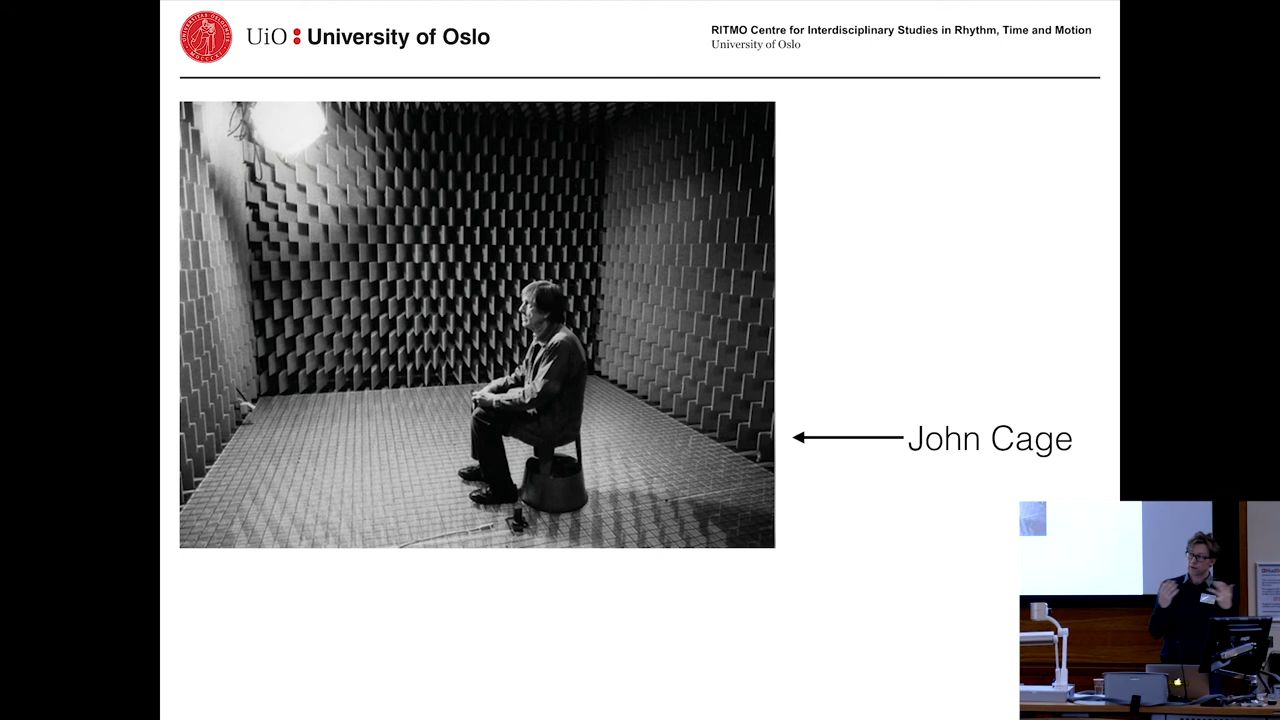 UiO : University of Oslo
RITMO Centre for Interdisciplinary Studies in Rhythm, Time and Motion
University of Oslo
John Cage